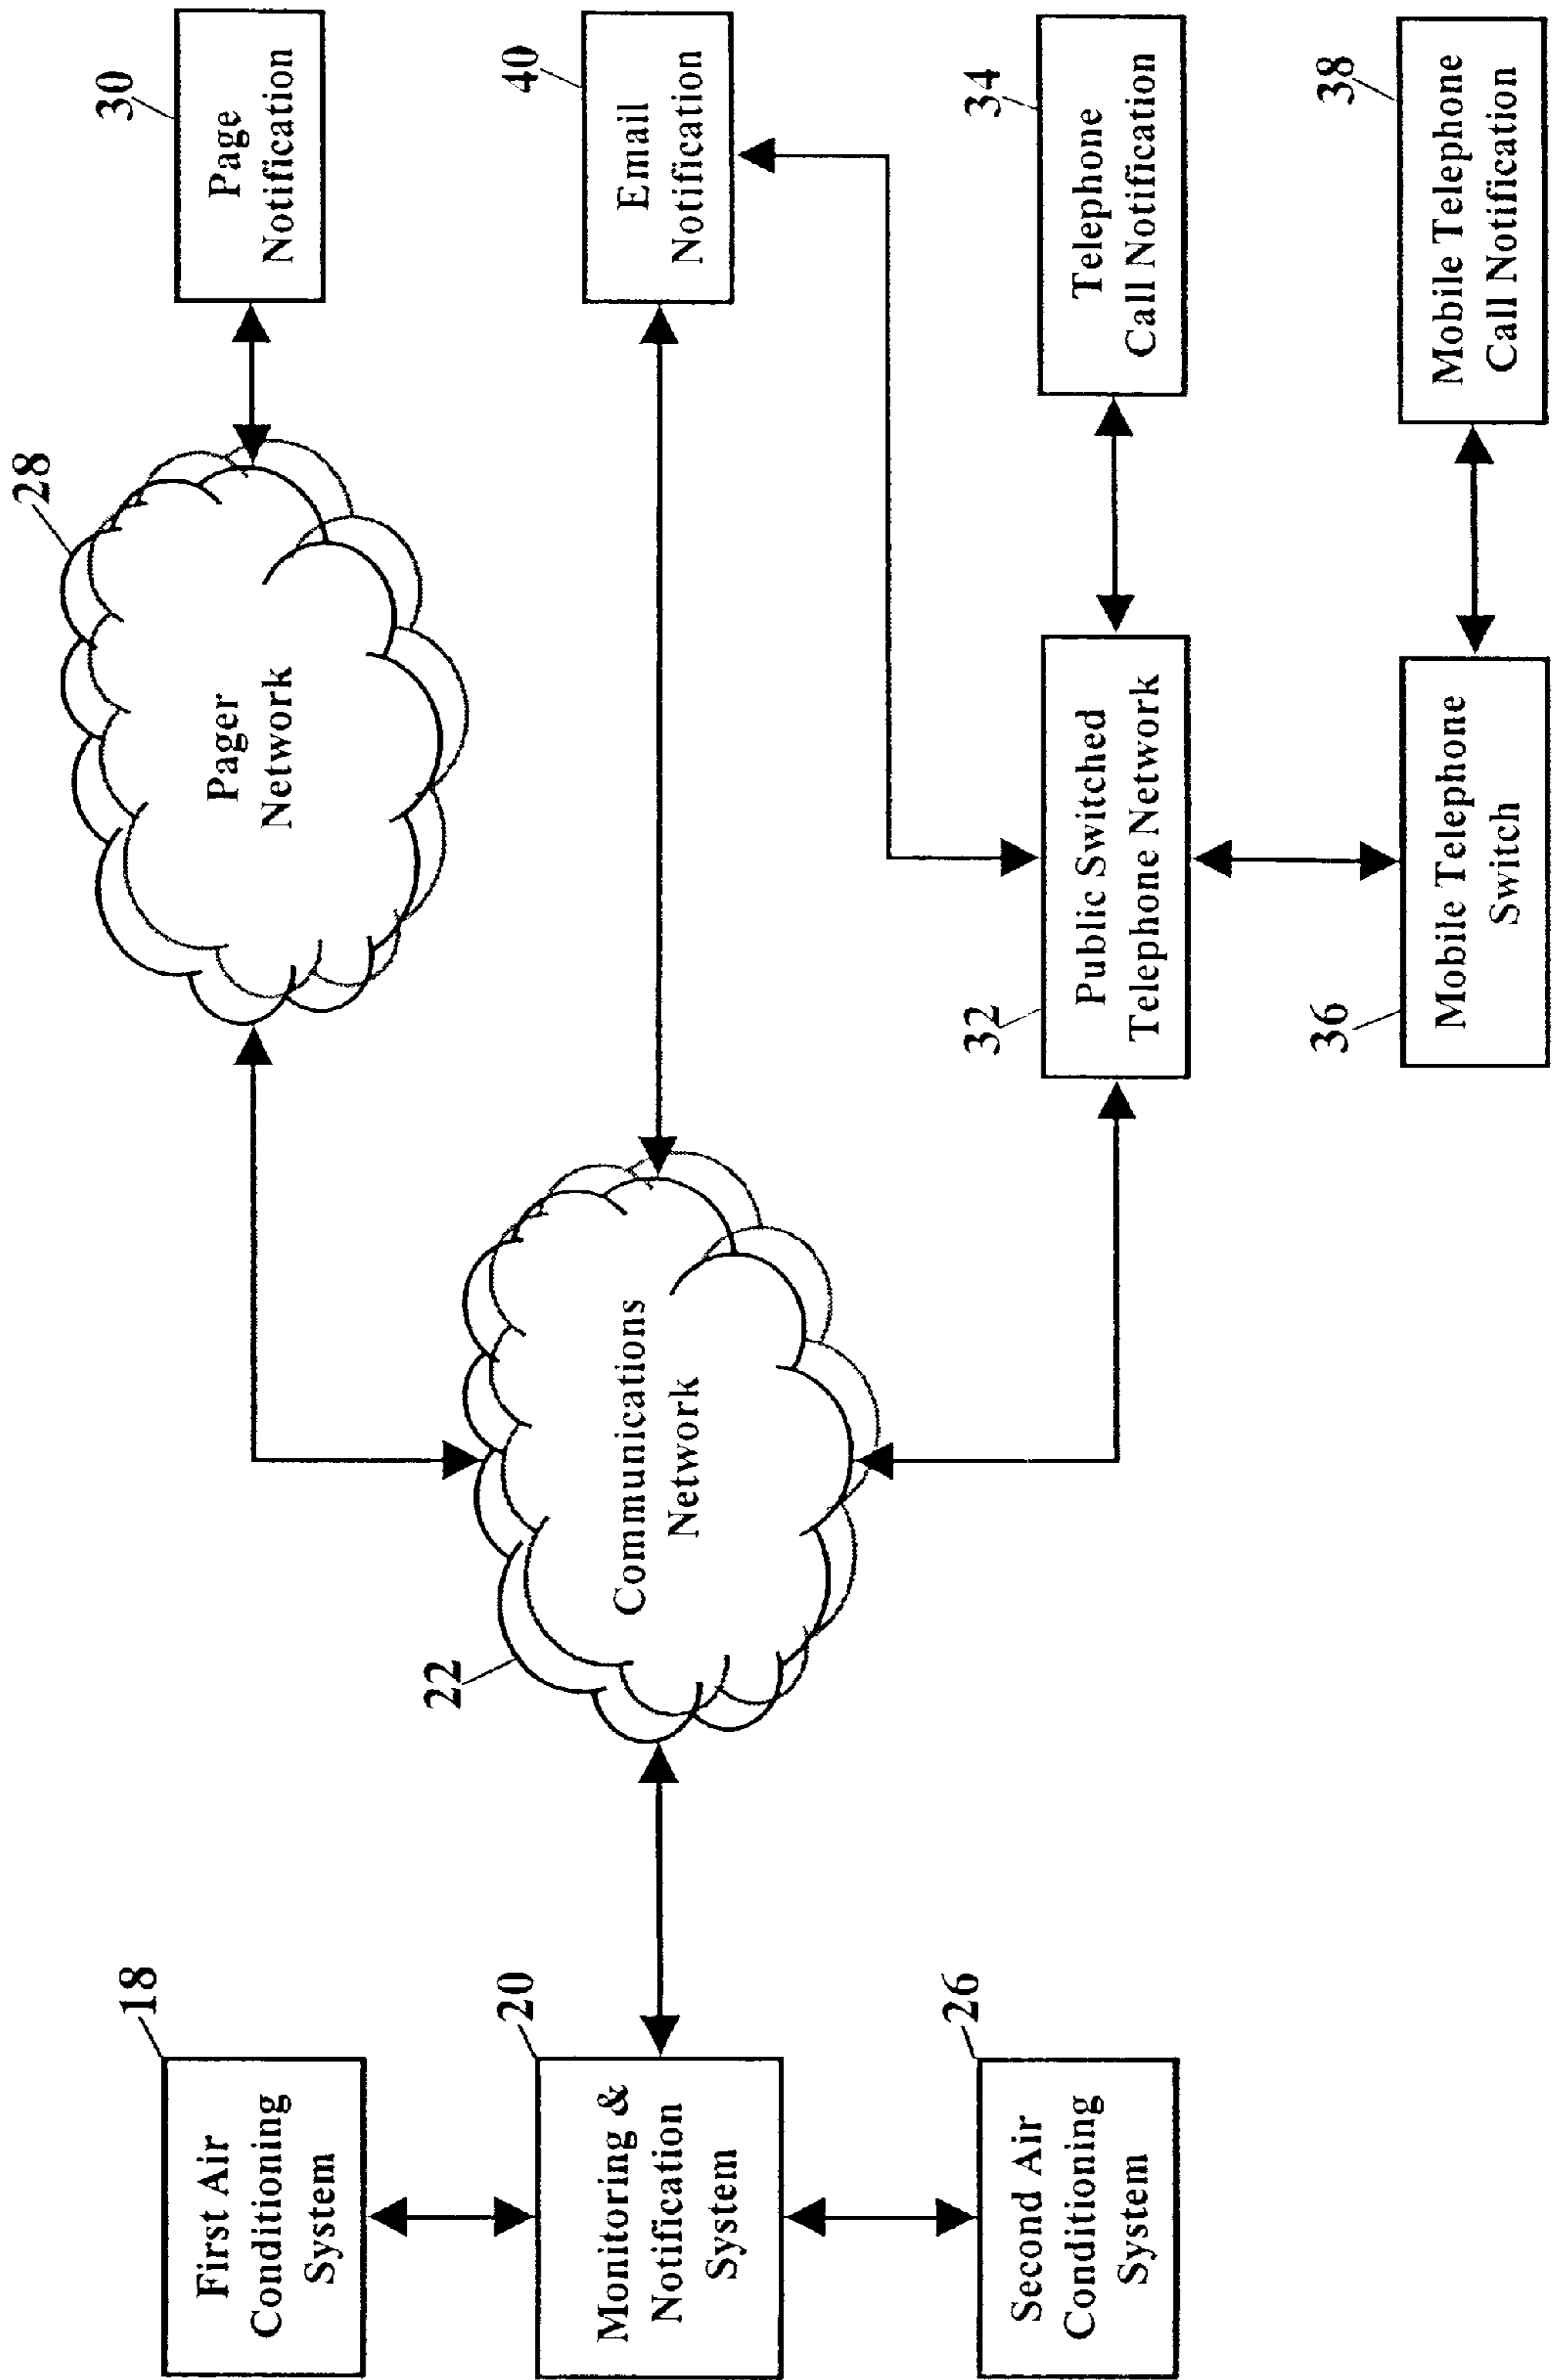 18
First Air
Conditioning
System
20
Monitoring &
Notification
System
26
Second Air
Conditioning
System
22
Communications
Network
28
Pager
Network
30
Page
Notification
40
Email
Notification
32
Public Switched
Telephone Network
34
Telephone
Call Notification
36
Mobile Telephone
Switch
38
Mobile Telephone
Call Notification